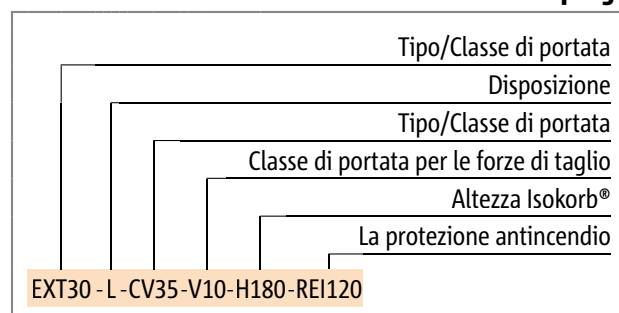 Tipo/Classe di portata
Disposizione
Tipo/Classe di portata
Classe di portata per le forze di taglio
Altezza Isokorb®
La protezione antincendio
EXT30 -L -CV35-V10-H180-REI120